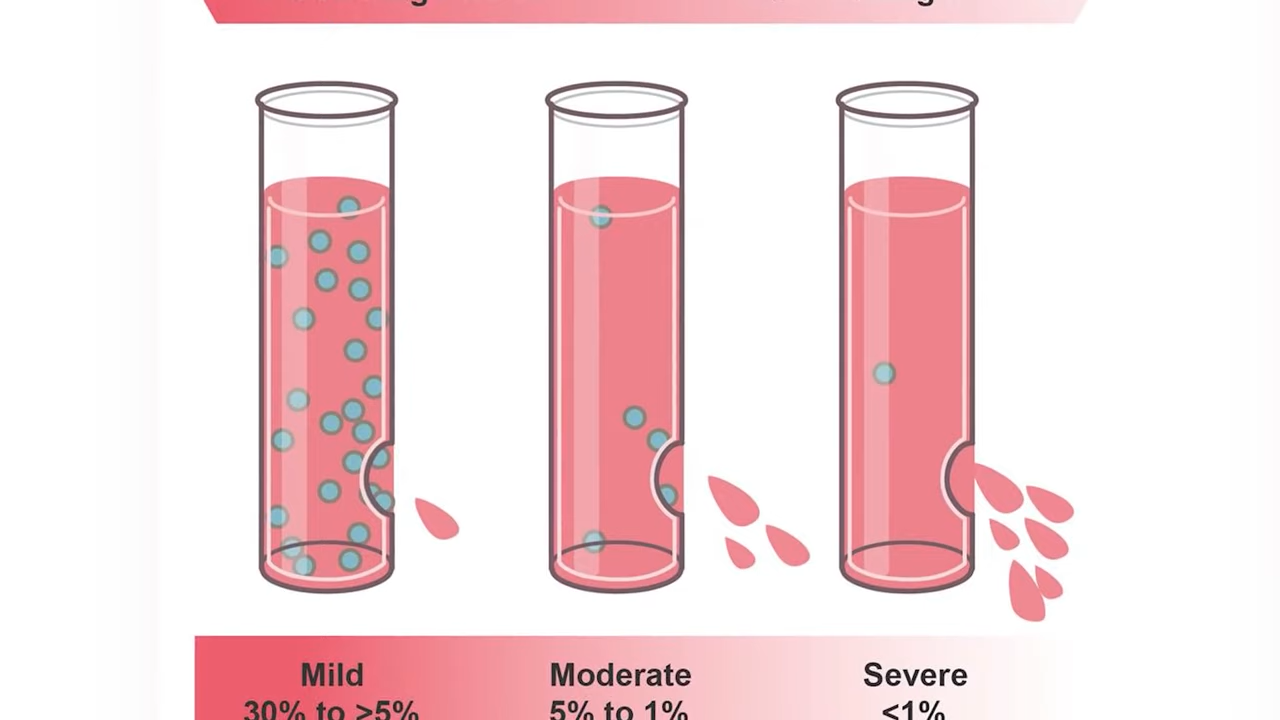 Mild
Moderate
Severe
30% to >5%
5% to 1%
<1%